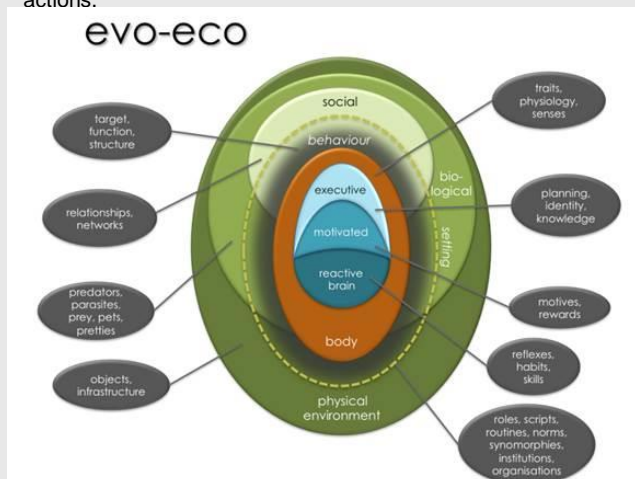 actions.
evo-eco
target,
function,
structure
relationships,
networks
predators,
parasites,
prey, pets,
pretties
objects,
infrastructure
social
behaviour
executive
motivated
reactive
brain
body
bio-
logical
setting
physical
environment
traits,
physiology,
senses
planning,
identity,
knowledge
motives,
rewards
reflexes,
habits,
skills
roles, scripts,
routines, norms,
synomorphies,
institutions,
organisations